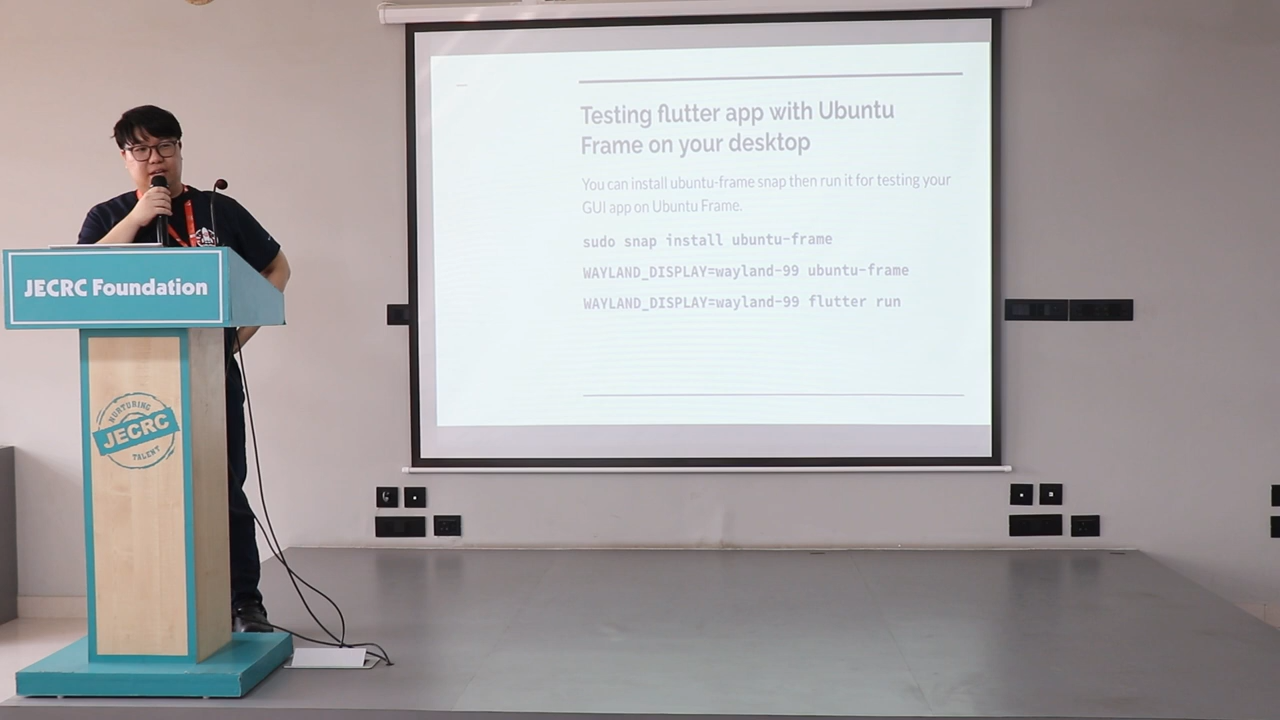 Testing flutter app with Ubuntu
Frame on your desktop
You can install ubuntu-frame snap then run it for testing your
GUI app on Ubuntu Frame.
sudo snap install ubuntu-frame
WAYLAND_DISPLAY=wayland-99 ubuntu-frame
WAYLAND_DISPLAY=wayland-99 flutter run
JECRC Foundation
NURTURING
JECRC
TALENT